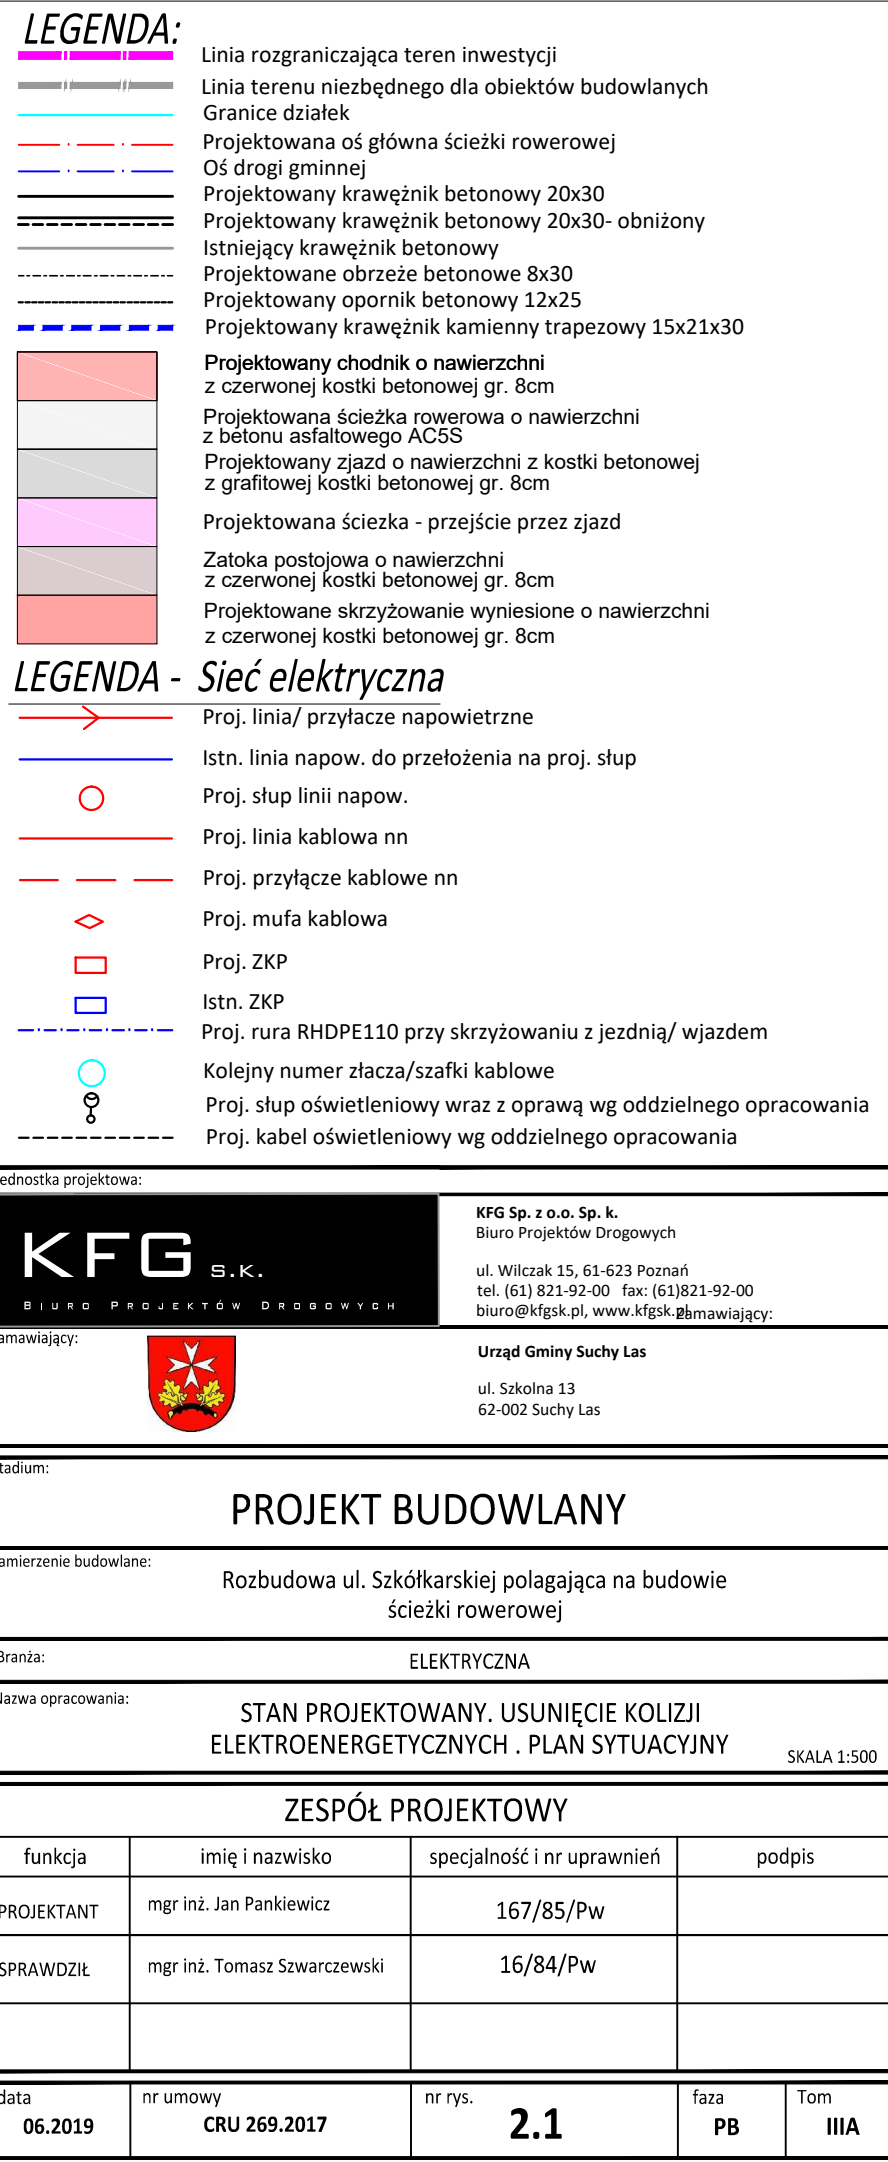 LEGENDA:
Linia rozgraniczająca teren inwestycji
Linia terenu niezbędnego dla obiektów budowlanych
Granice działek
Projektowana oś główna ścieżki rowerowej
Oś drogi gminnej
Projektowany krawężnik betonowy 20x30
Projektowany krawężnik betonowy 20x30- obniżony
Istniejący krawężnik betonowy
Projektowane obrzeże betonowe 8x30
Projektowany opornik betonowy 12x25
Projektowany krawężnik kamienny trapezowy 15x21x30
Projektowany chodnik o nawierzchni
z czerwonej kostki betonowej gr. 8cm
Projektowana ścieżka rowerowa o nawierzchni
z betonu asfaltowego AC5S
Projektowany zjazd o nawierzchni z kostki betonowej
z grafitowej kostki betonowej gr. 8cm
Projektowana ściezka - przejście przez zjazd
Zatoka postojowa o nawierzchni
z czerwonej kostki betonowej gr. 8cm
Projektowane skrzyżowanie wyniesione o nawierzchni
z czerwonej kostki betonowej gr. 8cm
LEGENDA - Sieć elektryczna
Proj. linia/ przyłacze napowietrzne
Istn. linia napow. do przełożenia na proj. słup
Proj. słup linii napow.
Proj. linia kablowa nn
Proj. przyłącze kablowe nn
Proj. mufa kablowa
Proj. ZKP
Istn. ZKP
Proj. rura RHDPE110 przy skrzyżowaniu z jezdnią/ wjazdem
Kolejny numer złacza/szafki kablowe
Proj. słup oświetleniowy wraz z oprawą wg oddzielnego opracowania
Proj. kabel oświetleniowy wg oddzielnego opracowania
ednostka projektowa:
KFG S.K.
BIURO PROJEKTÓW DROGOWYCH
KFG Sp. z o.o. Sp. k.
Biuro Projektów Drogowych
ul. Wilczak 15, 61-623 Poznań
tel. (61) 821-92-00 fax: (61)821-92-00
biuro@kfgsk.pl, www.kfgsk.pl
Zamawiający:
amawiający:
Urząd Gminy Suchy Las
ul. Szkolna 13
62-002 Suchy Las
tadium:
PROJEKT BUDOWLANY
amierzenie budowlane:
Rozbudowa ul. Szkółkarskiej polagająca na budowie
ścieżki rowerowej
Branża:
ELEKTRYCZNA
Nazwa opracowania:
STAN PROJEKTOWANY. USUNIĘCIE KOLIZJI
ELEKTROENERGETYCZNYCH . PLAN SYTUACYJNY
SKALA 1:500
ZESPÓŁ PROJEKTOWY
funkcja imię i nazwisko specjalność i nr uprawnień podpis
PROJEKTANT mgr inż. Jan Pankiewicz 167/85/Pw
SPRAWDZIŁ mgr inż. Tomasz Szwarczewski 16/84/Pw
data nr umowy nr rys. faza Tom
06.2019 CRU 269.2017 2.1 PB IIIA